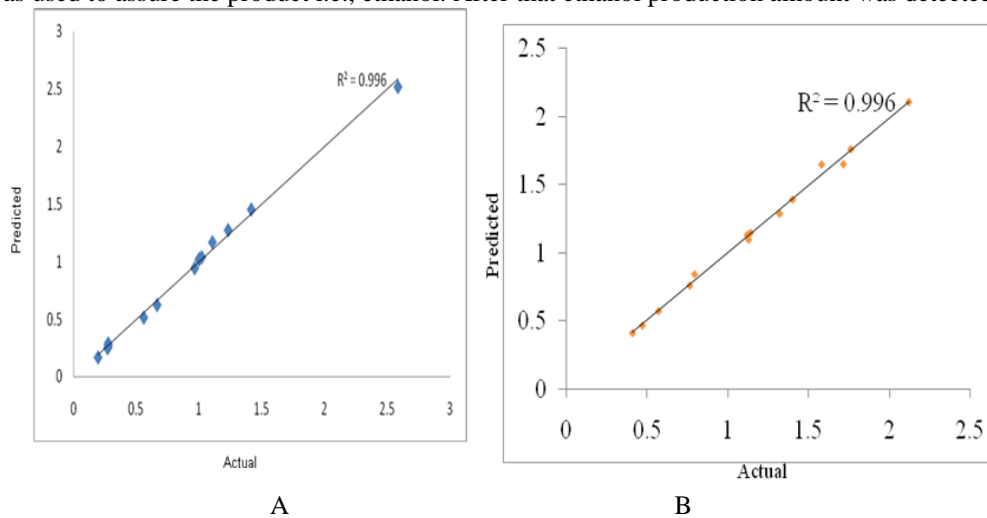 as used to assure the product i.e., ethanol. After that ethanol production amount was detected
3
2.5
2
1.5
1
0.5
0
0 0.5 1 1.5 2 2.5 3
R² = 0.996
Predicted
Actual
A
2.5
2
1.5
1
0.5
0
0 0.5 1 1.5 2 2.5
R² = 0.996
Predicted
Actual
B